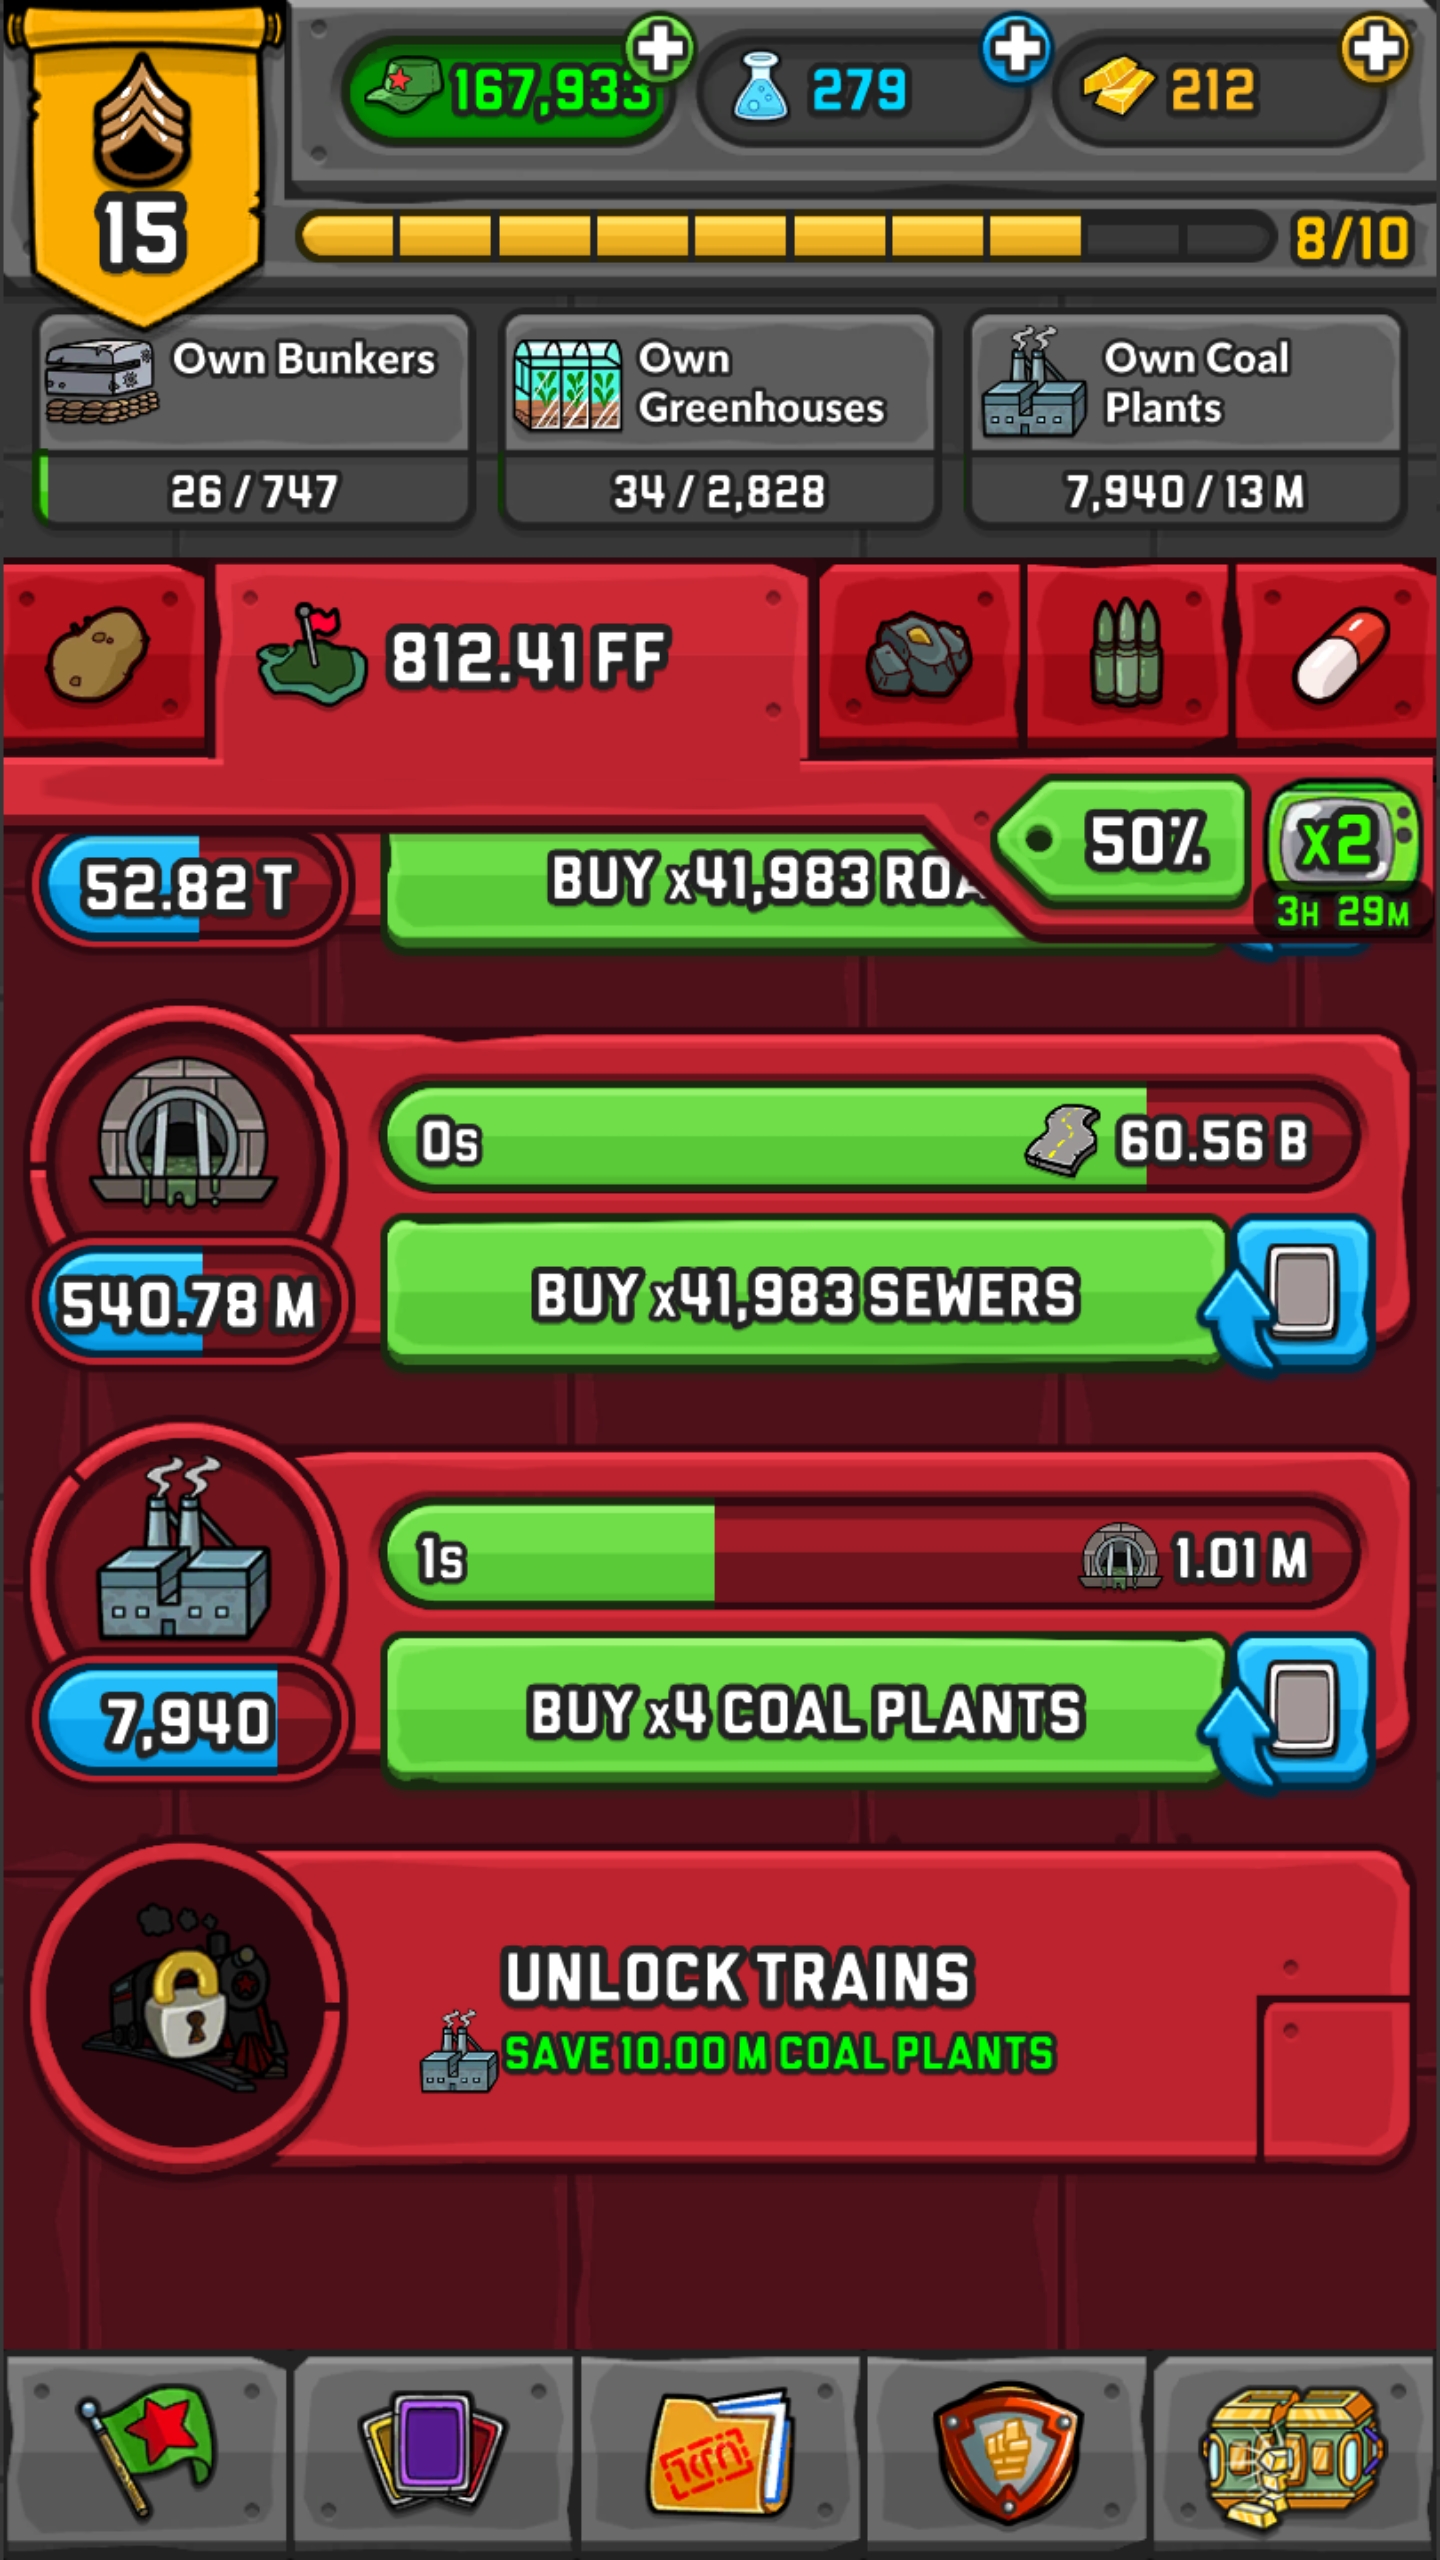 167,933
279
212
15
8/10
Own Bunkers
26 / 747
Own
Greenhouses
34 / 2,828
Own Coal
Plants
7,940 / 13 M
812.41 FF
50%
x2
3H 29M
52.82 T
BUY x41,983
0s
60.56 B
540.78 M
BUY x41,983 SEWERS
1s
1.01 M
7,940
BUY x4 COAL PLANTS
UNLOCK TRAINS
SAVE 10.00 M COAL PLANTS